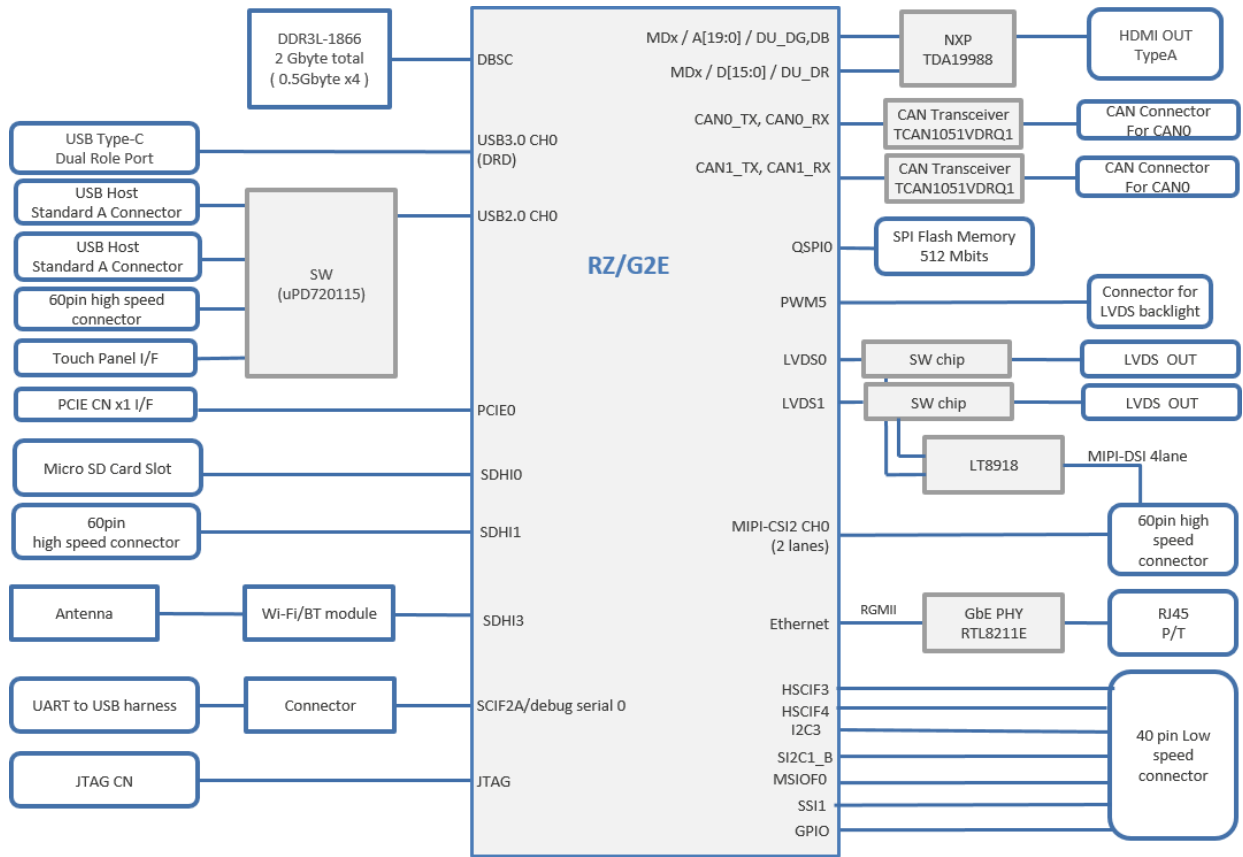 DDR3L-1866
2 Gbyte total
( 0.5Gbyte x4 )
USB Type-C
Dual Role Port
USB Host
Standard A Connector
USB Host
Standard A Connector
60pin high speed
connector
Touch Panel I/F
SW
(uPD720115)
PCIE CN x1 I/F
Micro SD Card Slot
60pin
high speed connector
Antenna
Wi-Fi/BT module
UART to USB harness
Connector
JTAG CN
DBSC
USB3.0 CH0
(DRD)
USB2.0 CH0
PCIE0
SDHI0
SDHI1
SDHI3
SCIF2A/debug serial 0
JTAG
RZ/G2E
MDx / A[19:0] / DU_DG,DB
MDx / D[15:0] / DU_DR
CAN0_TX, CAN0_RX
CAN1_TX, CAN1_RX
QSPI0
PWM5
LVDS0
LVDS1
MIPI-CSI2 CH0
(2 lanes)
Ethernet
HSCIF3
HSCIF4
I2C3
SI2C1_B
MSIOF0
SSI1
GPIO
NXP
TDA19988
HDMI OUT
TypeA
CAN Transceiver
TCAN1051VDRQ1
CAN Connector
For CAN0
CAN Transceiver
TCAN1051VDRQ1
CAN Connector
For CAN0
SPI Flash Memory
512 Mbits
Connector for
LVDS backlight
SW chip
LVDS OUT
SW chip
LVDS OUT
LT8918
MIPI-DSI 4lane
60pin high
speed
connector
RGMII
GbE PHY
RTL8211E
RJ45
P/T
40 pin Low
speed
connector